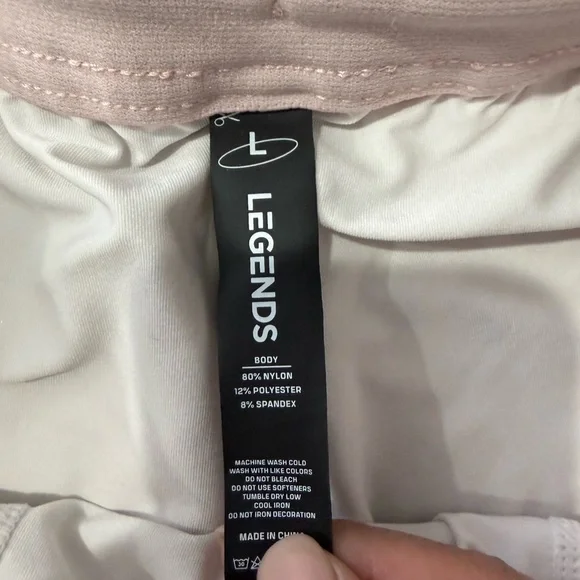 L
LEGENDS
BODY
80% NYLON
12% POLYESTER
8% SPANDEX
MACHINE WASH COLD
WASH WITH LIKE COLORS
DO NOT BLEACH
DO NOT USE SOFTENERS
TUMBLE DRY LOW
COOL IRON
DO NOT IRON DECORATION
MADE IN CHINA
30